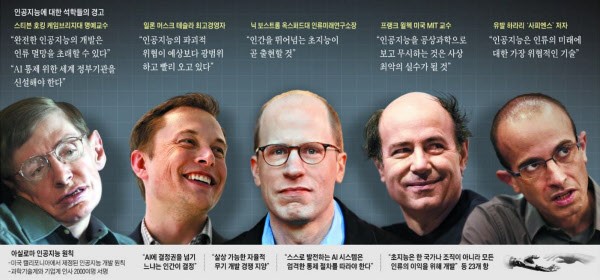 인공지능에 대한 석학들의 경고
스티븐 호킹 케임브리지대 명예교수
“완전한 인공지능의 개발은
인류 멸망을 초래할 수 있다”
“AI 통제 위한 세계 정부기관을
신설해야 한다”
일론 머스크 테슬라 최고경영자
“인공지능의 파괴적
위험이 예상보다 광범위
하고 빨리 오고 있다”
닉 보스트롬 옥스퍼드대 인류미래연구소장
“인간을 뛰어넘는 초지능이
곧 출현할 것”
프랭크 윌첵 미국 MIT 교수
“인공지능을 공상과학으로
보고 무시하는 것은 사상
최악의 실수가 될 것”
유발 하라리 ‘사피엔스’ 저자
“인공지능은 인류의 미래에
대한 가장 위협적인 기술”
아실로마 인공지능 원칙
- 미국 캘리포니아에서 재정된 인공지능 개발 원칙
- 과학기술계와 기업계 인사 2000여명 서명
“AI에 결정권을 넘기
느냐는 인간이 결정”
“살상 가능한 자율적
무기 개발 경쟁 지양”
“스스로 발전하는 AI 시스템은
엄격한 통제 절차를 따라야 한다”
“초지능은 한 국가나 조직이 아니라 모든
인류의 이익을 위해 개발” 등 23개 항